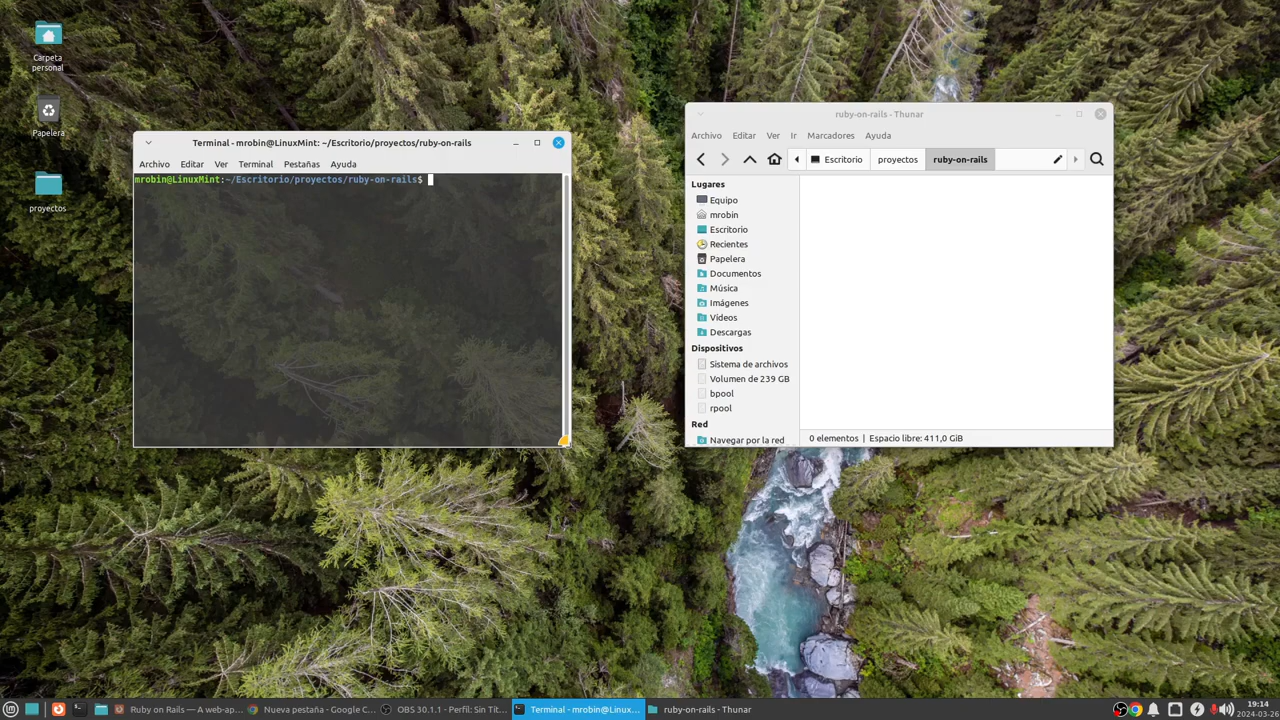 Carpeta
personal
Papelera
proyectos
Terminal - mrobin@LinuxMint: ~/Escritorio/proyectos/ruby-on-rails
Archivo Editar Ver Terminal Pestañas Ayuda
mrobin@LinuxMint:~/Escritorio/proyectos/ruby-on-rails$
ruby-on-rails - Thunar
Archivo Editar Ver Ir Marcadores Ayuda
Escritorio proyectos ruby-on-rails
Lugares
Equipo
mrobin
Escritorio
Recientes
Papelera
Documentos
Música
Imágenes
Vídeos
Descargas
Dispositivos
Sistema de archivos
Volumen de 239 GB
bpool
rpool
Red
Navegar por la red
0 elementos | Espacio libre: 411,0 GiB
Ruby on Rails — A web-ap... Nueva pestaña - Google C... OBS 30.1.1 - Perfil: Sin Tít... Terminal - mrobin@Linux... ruby-on-rails - Thunar
19:14
2024-03-26